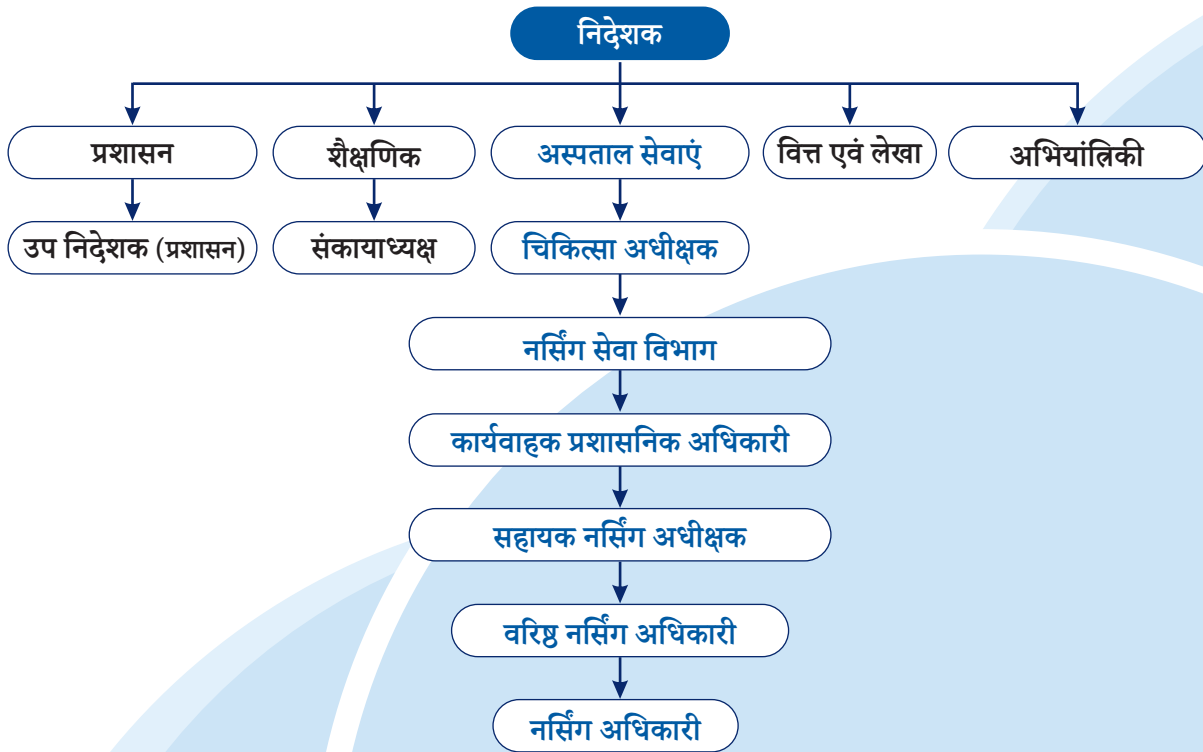 निदेशक
प्रशासन
शैक्षणिक
अस्पताल सेवाएं
वित्त एवं लेखा
अभियांत्रिकी
उप निदेशक (प्रशासन)
संकायाध्यक्ष
चिकित्सा अधीक्षक
नर्सिंग सेवा विभाग
कार्यवाहक प्रशासनिक अधिकारी
सहायक नर्सिंग अधीक्षक
वरिष्ठ नर्सिंग अधिकारी
नर्सिंग अधिकारी